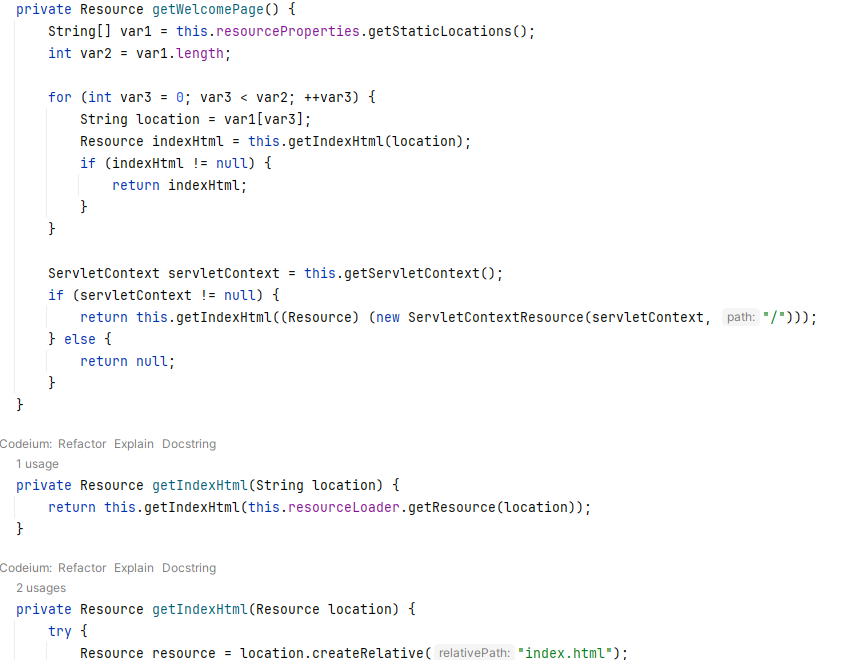 private Resource getWelcomePage() {
String[] var1 = this.resourceProperties.getStaticLocations();
int var2 = var1.length;
for (int var3 = 0; var3 < var2; ++var3) {
String location = var1[var3];
Resource indexHtml = this.getIndexHtml(location);
if (indexHtml != null) {
return indexHtml;
}
}
ServletContext servletContext = this.getServletContext();
if (servletContext != null) {
return this.getIndexHtml((Resource) (new ServletContextResource(servletContext, path: "/")));
} else {
return null;
}
}
Codeium: Refactor Explain Docstring
1 usage
private Resource getIndexHtml(String location) {
return this.getIndexHtml(this.resourceLoader.getResource(location));
}
Codeium: Refactor Explain Docstring
2 usages
private Resource getIndexHtml(Resource location) {
try {
Resource resource = location.createRelative( relativePath: "index.html");